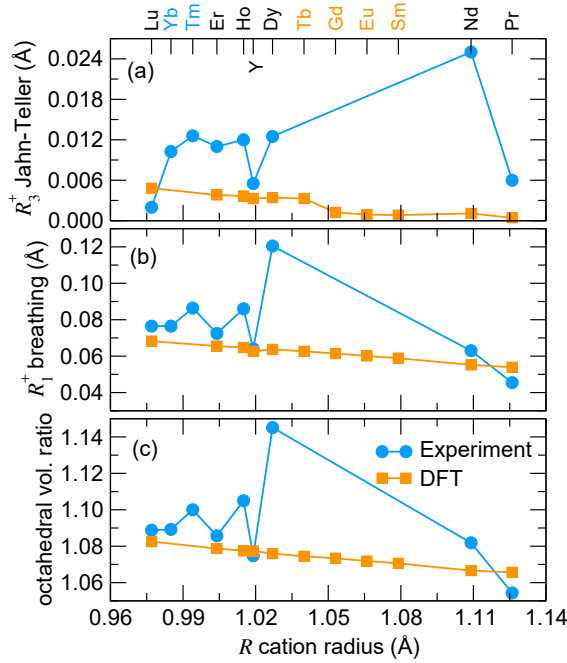 Lu Yb Tm Er Ho Y Dy Tb Gd Eu Sm Nd Pr
(a)
R3+ Jahn-Teller (Å)
0.024
0.018
0.012
0.006
0.000
(b)
R1+ breathing (Å)
0.12
0.10
0.08
0.06
0.04
(c)
octahedral vol. ratio
1.14
1.12
1.10
1.08
1.06
Experiment
DFT
0.96 0.99 1.02 1.05 1.08 1.11 1.14
R cation radius (Å)